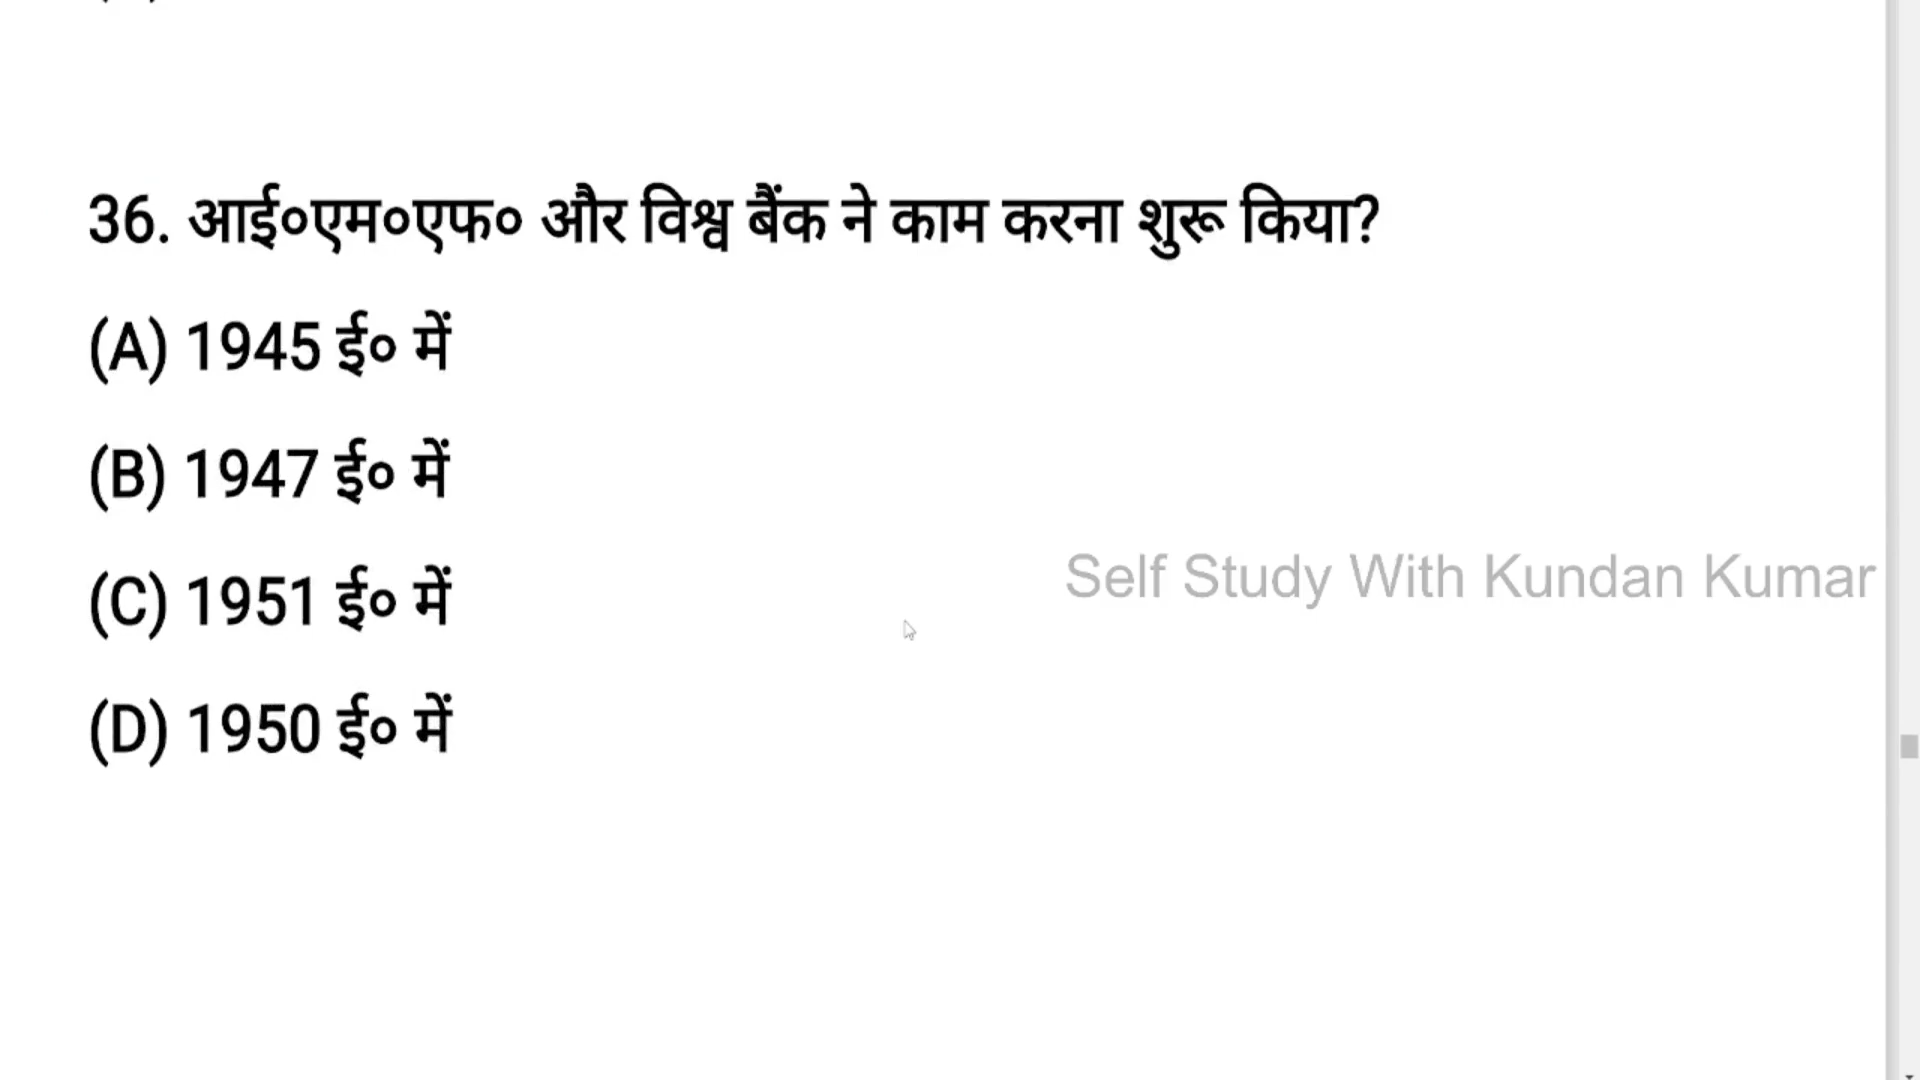 36. आई०एम०एफ० और विश्व बैंक ने काम करना शुरू किया?
(A) 1945 ई० में
(B) 1947 ई० में
Self Study With Kundan Kumar
(C) 1951 ई० में
(D) 1950 ई० में